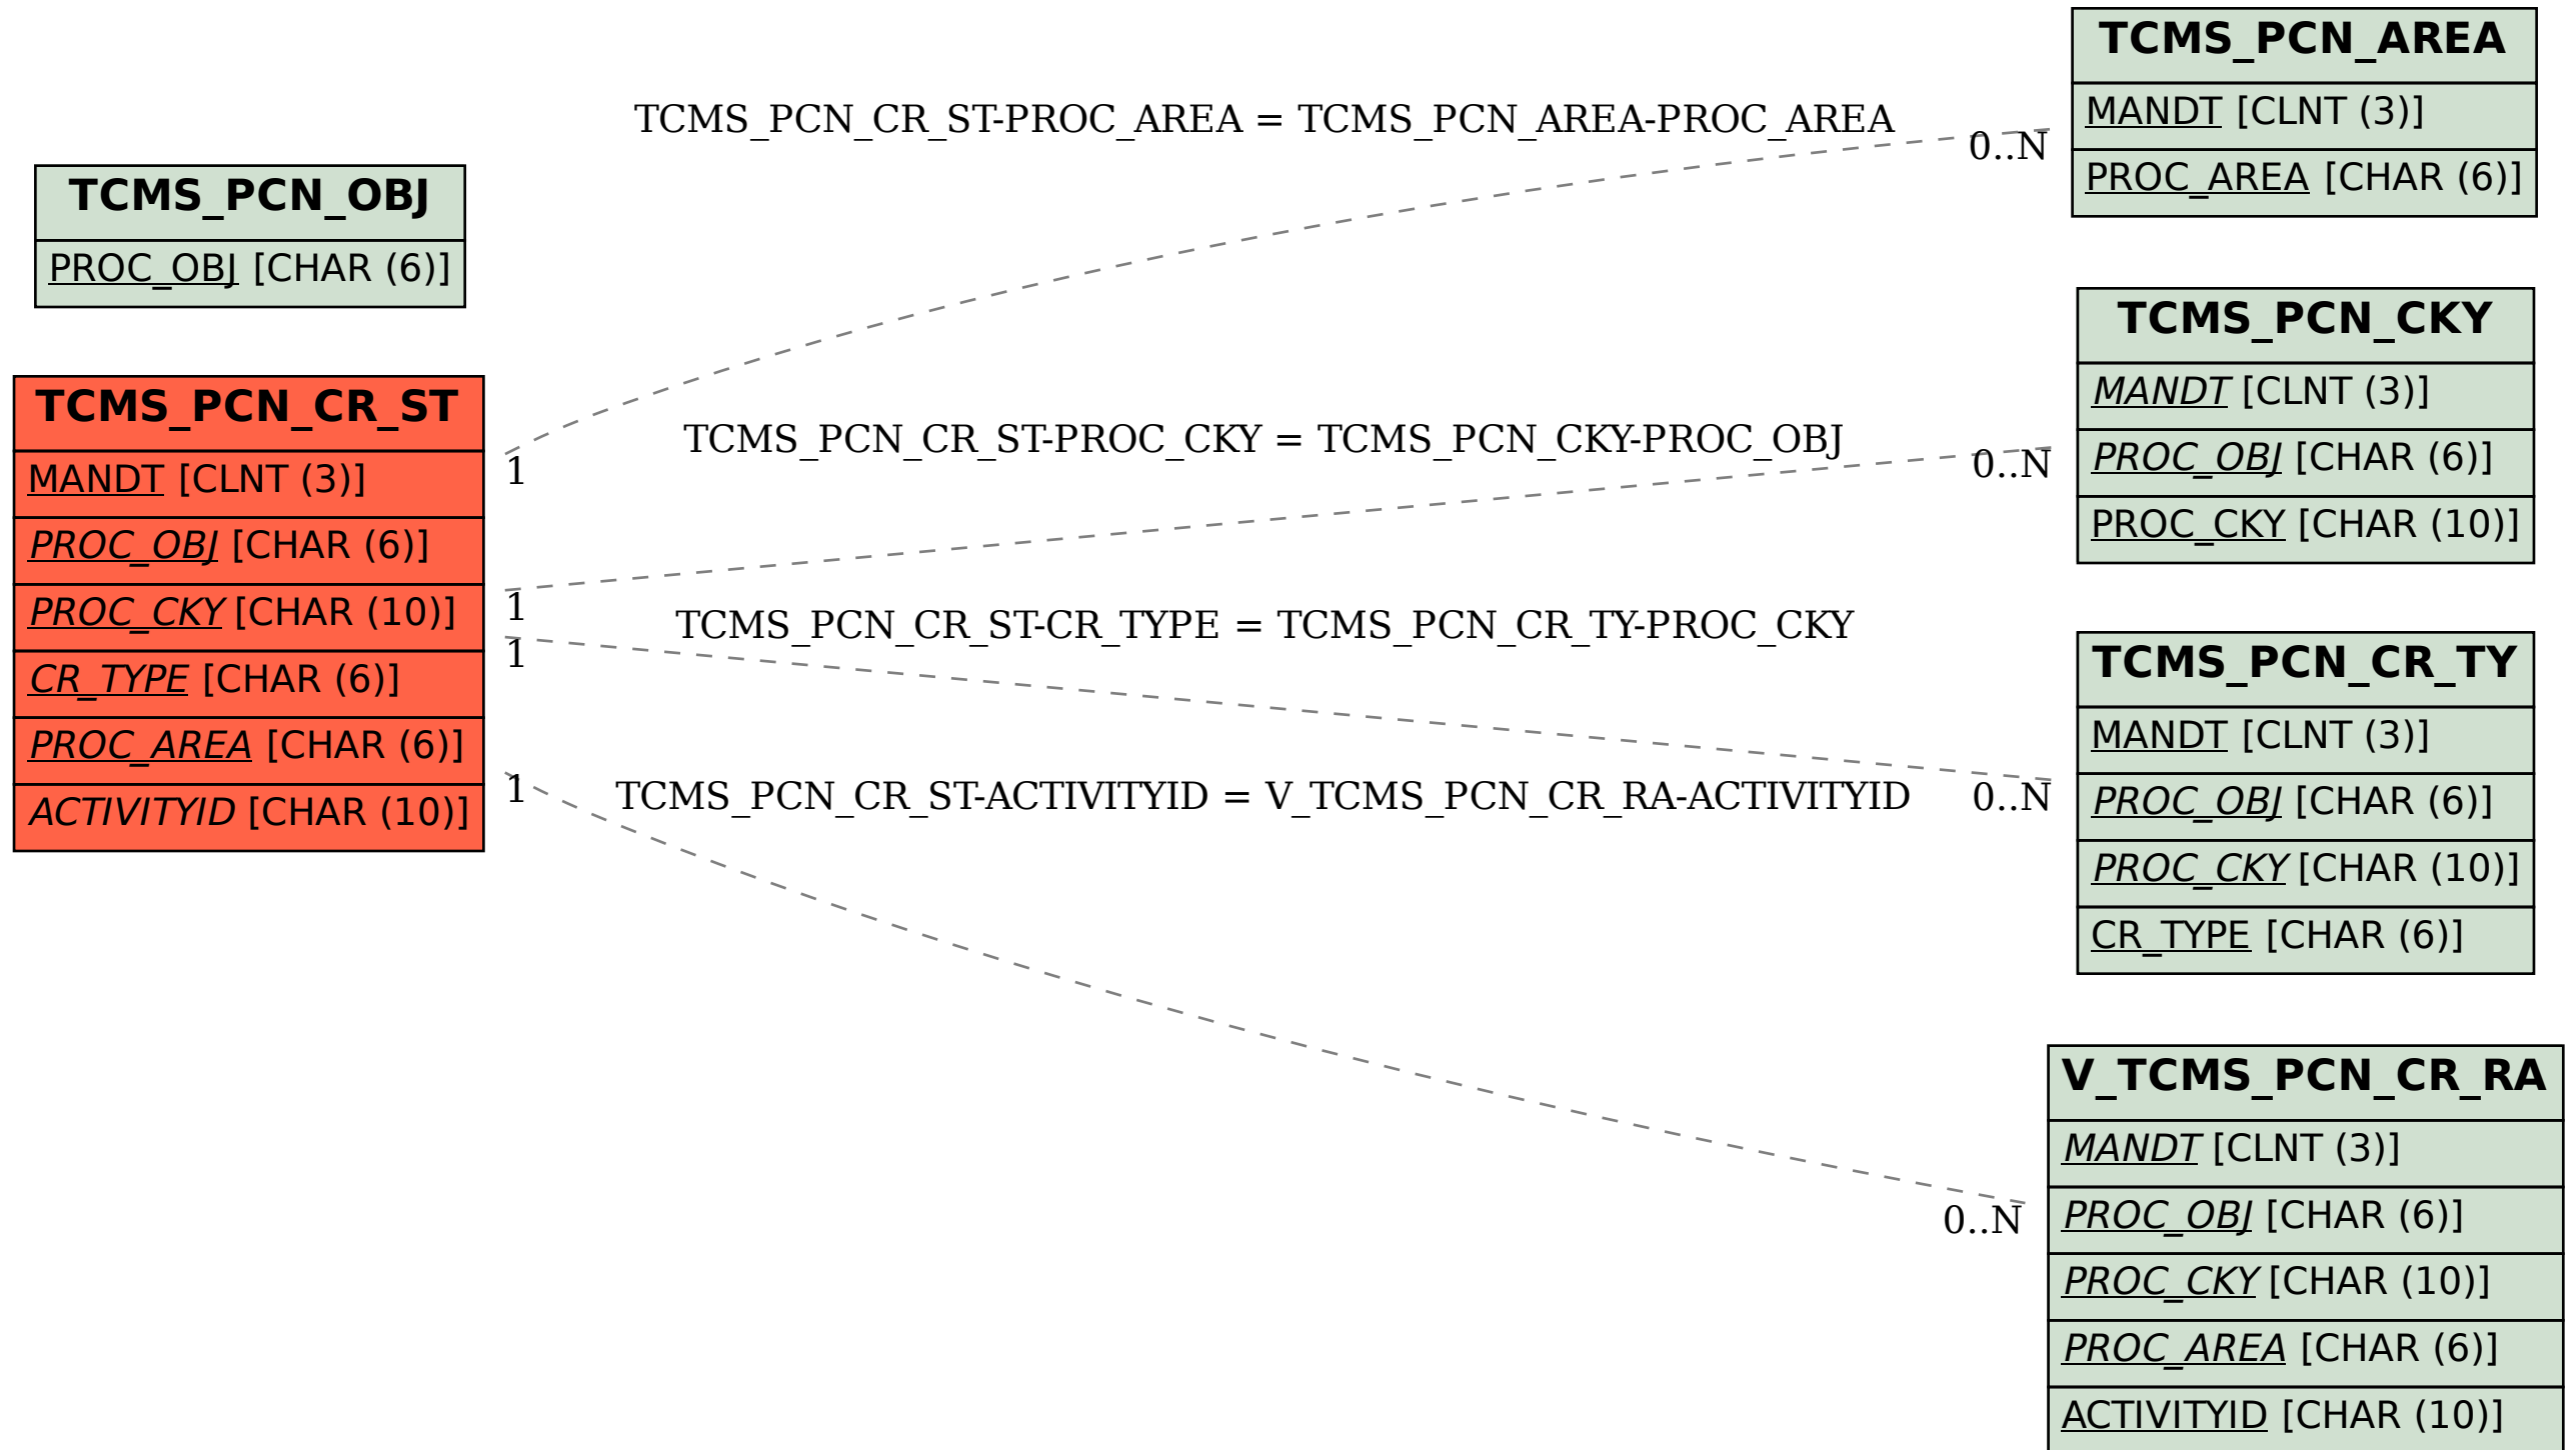 TCMS_PCN_OBJ
PROC_OBJ [CHAR (6)]
TCMS_PCN_CR_ST
MANDT [CLNT (3)]
PROC_OBJ [CHAR (6)]
PROC_CKY [CHAR (10)]
CR_TYPE [CHAR (6)]
PROC_AREA [CHAR (6)]
ACTIVITYID [CHAR (10)]
TCMS_PCN_CR_ST-PROC_AREA = TCMS_PCN_AREA-PROC_AREA
1
0..N
TCMS_PCN_CR_ST-PROC_CKY = TCMS_PCN_CKY-PROC_OBJ
1
0..N
TCMS_PCN_CR_ST-CR_TYPE = TCMS_PCN_CR_TY-PROC_CKY
1
0..N
TCMS_PCN_CR_ST-ACTIVITYID = V_TCMS_PCN_CR_RA-ACTIVITYID
1
0..N
TCMS_PCN_AREA
MANDT [CLNT (3)]
PROC_AREA [CHAR (6)]
TCMS_PCN_CKY
MANDT [CLNT (3)]
PROC_OBJ [CHAR (6)]
PROC_CKY [CHAR (10)]
TCMS_PCN_CR_TY
MANDT [CLNT (3)]
PROC_OBJ [CHAR (6)]
PROC_CKY [CHAR (10)]
CR_TYPE [CHAR (6)]
V_TCMS_PCN_CR_RA
MANDT [CLNT (3)]
PROC_OBJ [CHAR (6)]
PROC_CKY [CHAR (10)]
PROC_AREA [CHAR (6)]
ACTIVITYID [CHAR (10)]